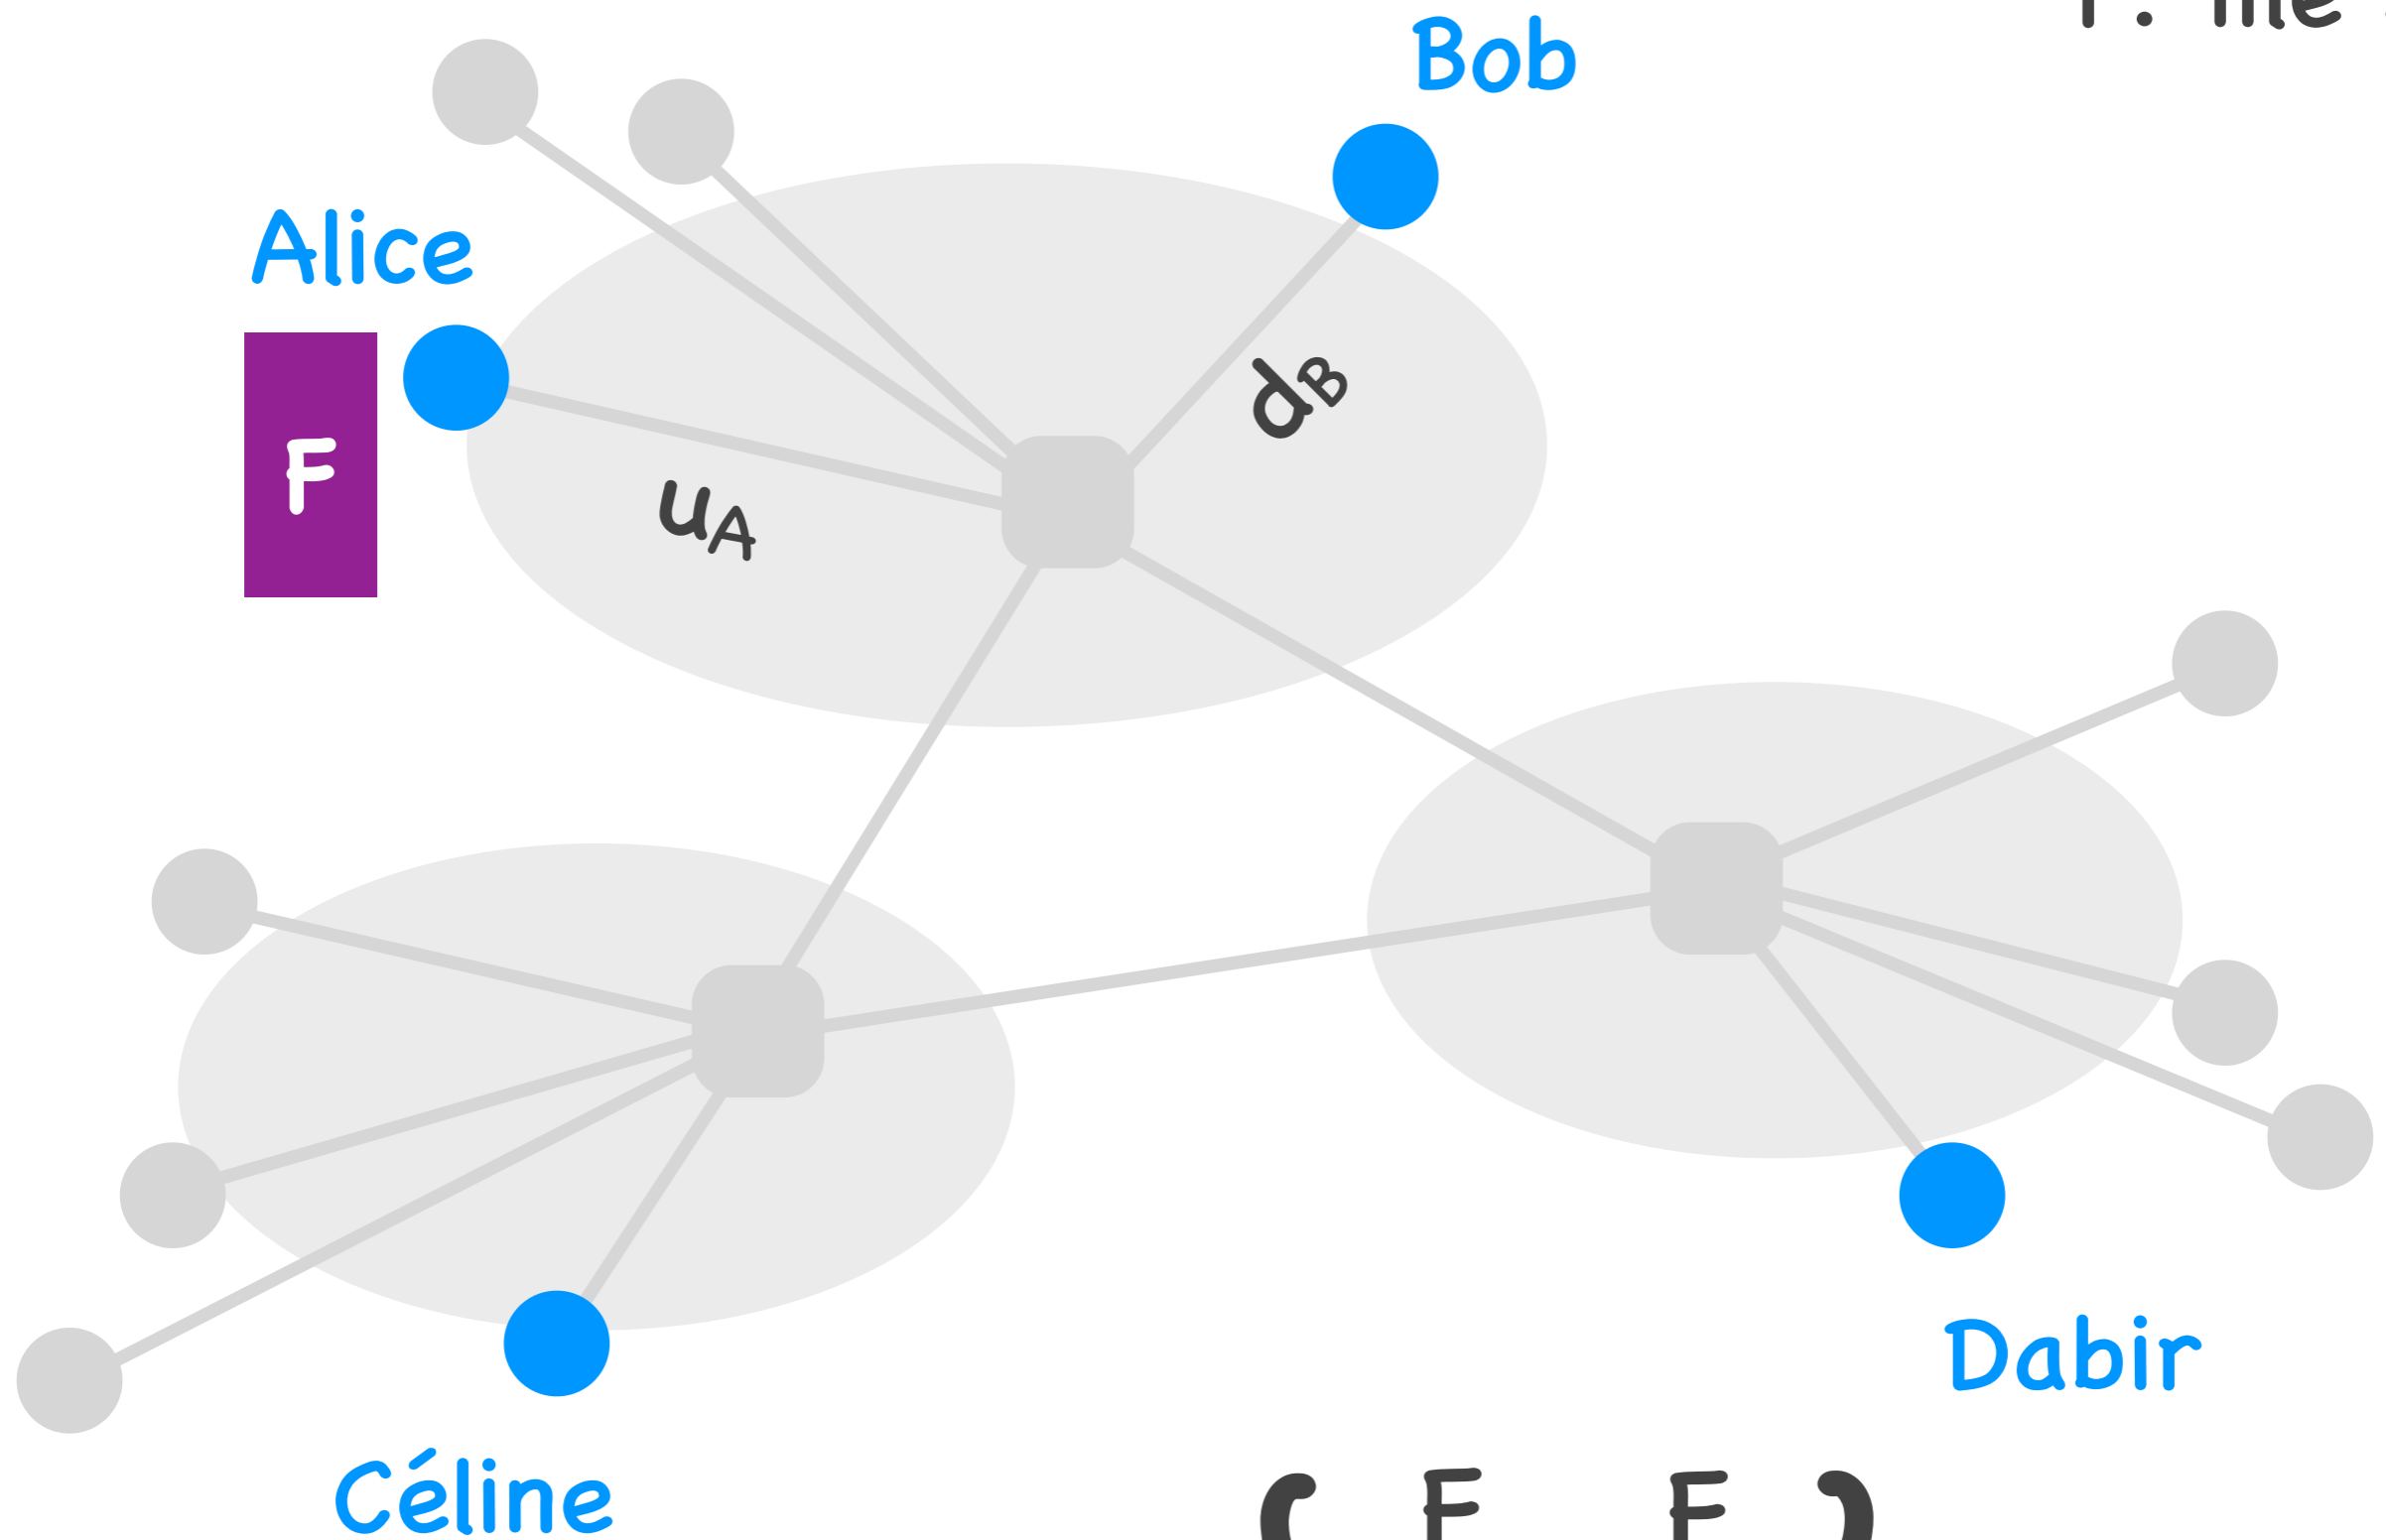 Bob
Alice
F
dB
uA
Dabir
Céline
( F F )